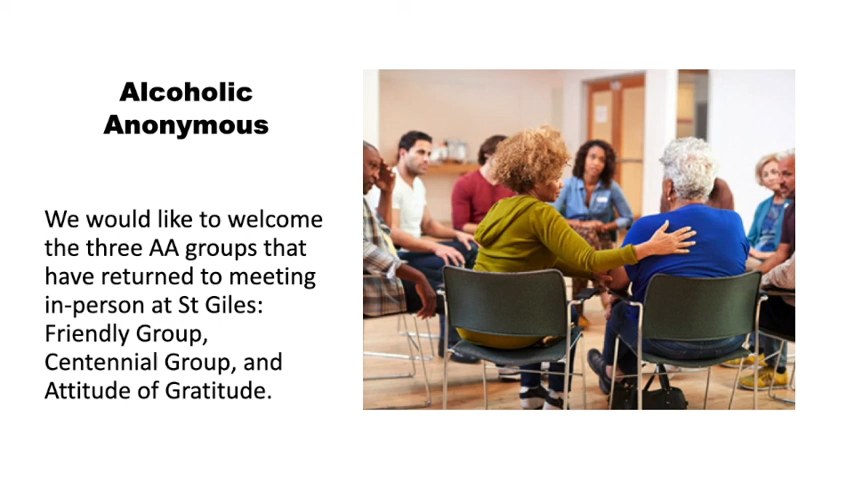 Alcoholic
Anonymous
We would like to welcome
the three AA groups that
have returned to meeting
in-person at St Giles:
Friendly Group,
Centennial Group, and
Attitude of Gratitude.